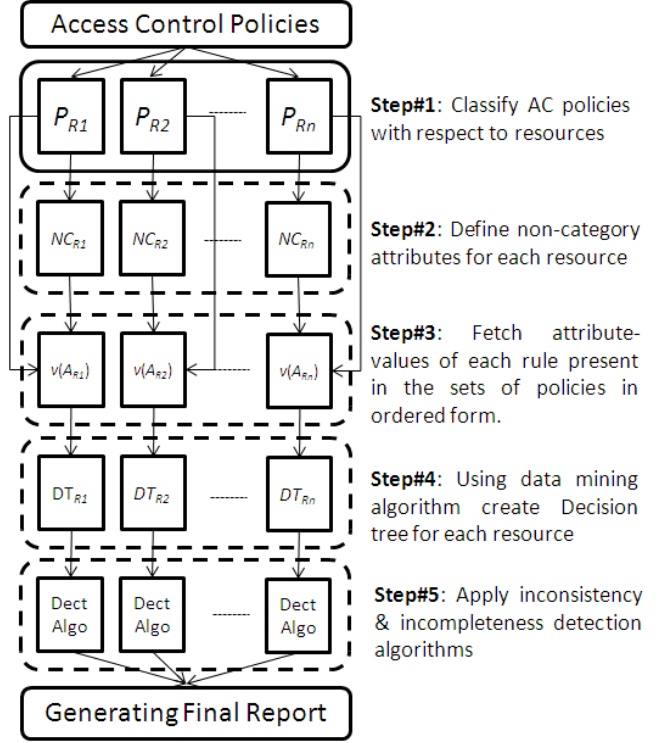 Access Control Policies
P_R1 P_R2 P_Rn
Step#1: Classify AC policies
with respect to resources
NC_R1 NC_R2 NC_Rn
Step#2: Define non-category
attributes for each resource
v(A_R1) v(A_R2) v(A_Rn)
Step#3: Fetch attribute-
values of each rule present
in the sets of policies in
ordered form.
DT_R1 DT_R2 DT_Rn
Step#4: Using data mining
algorithm create Decision
tree for each resource
Dect Algo Dect Algo Dect Algo
Step#5: Apply inconsistency
& incompleteness detection
algorithms
Generating Final Report